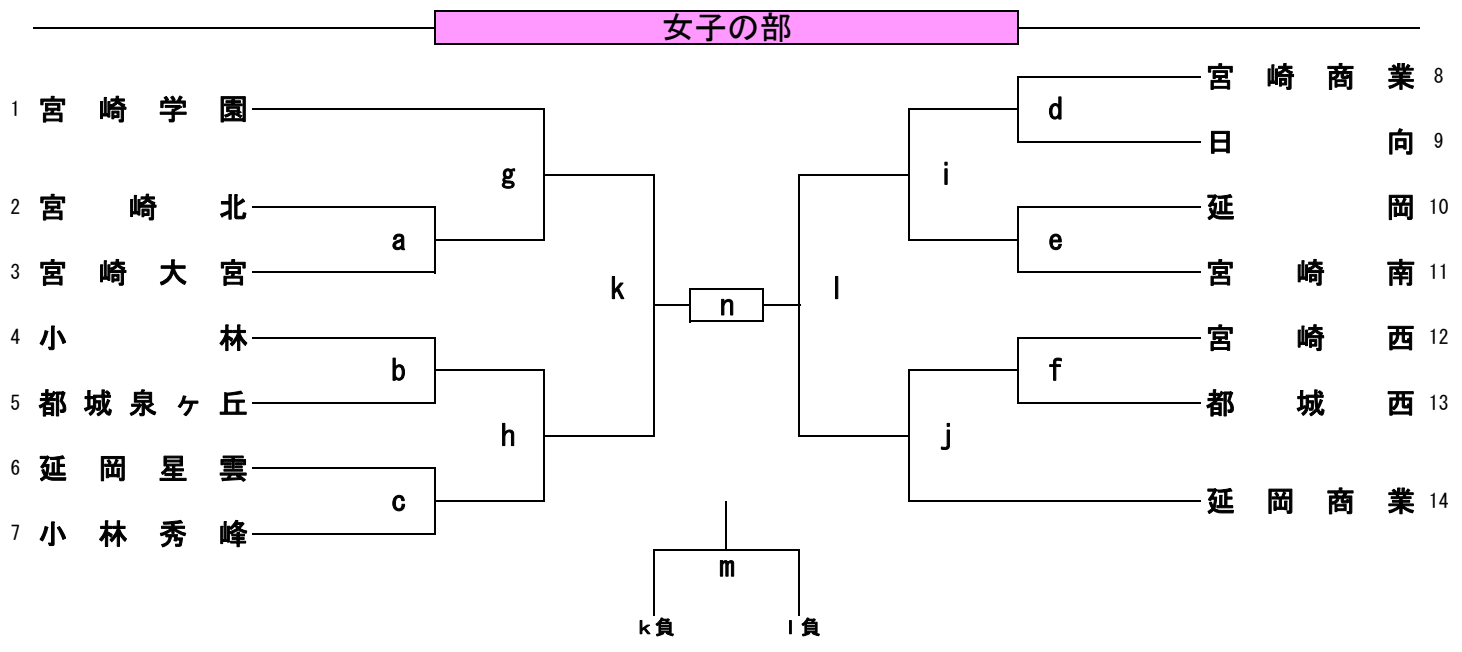 女子の部
1 宮崎学園
g
2 宮崎北
a
3 宮崎大宮
k
4 小林
b
5 都城泉ヶ丘
h
6 延岡星雲
c
7 小林秀峰
n
宮崎商業 8
d
日向 9
i
延岡 10
e
宮崎南 11
l
宮崎西 12
f
都城西 13
j
延岡商業 14
m
k負 l負